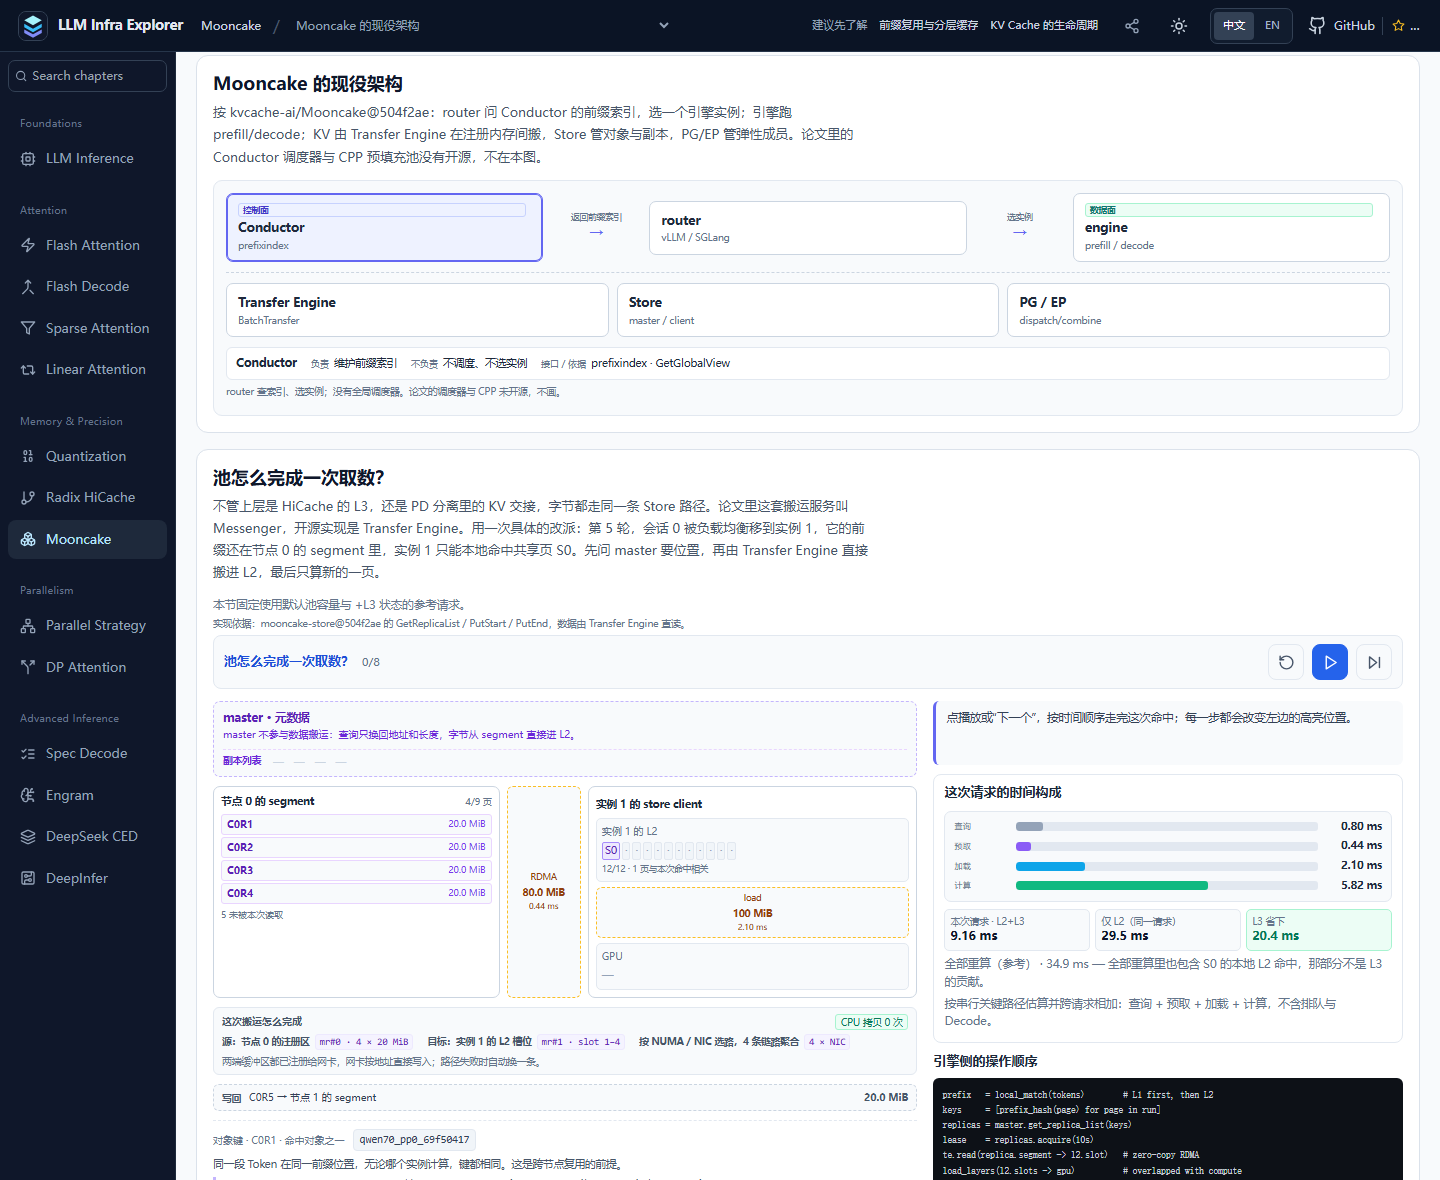 LLM Infra Explorer
Mooncake / Mooncake 的现役架构
建议先了解 前缀复用与分层缓存 KV Cache 的生命周期
中文 EN GitHub ...
Search chapters
Foundations
LLM Inference
Attention
Flash Attention
Flash Decode
Sparse Attention
Linear Attention
Memory & Precision
Quantization
Radix HiCache
Mooncake
Parallelism
Parallel Strategy
DP Attention
Advanced Inference
Spec Decode
Engram
DeepSeek CED
DeepInfer
Mooncake 的现役架构
按 kvcache-ai/Mooncake@504f2ae：router 问 Conductor 的前缀索引，选一个引擎实例；引擎跑
prefill/decode；KV 由 Transfer Engine 在注册内存间搬，Store 管对象与副本，PG/EP 管弹性成员。论文里的
Conductor 调度器与 CPP 预填充池没有开源，不在本图。
控制面
Conductor
prefixindex
返回前缀索引
→
router
vLLM / SGLang
选实例
→
数据面
engine
prefill / decode
Transfer Engine
BatchTransfer
Store
master / client
PG / EP
dispatch/combine
Conductor 负责 维护前缀索引 不负责 不调度、不选实例 接口 / 依据 prefixindex · GetGlobalView
router 查索引、选实例；没有全局调度器。论文的调度器与 CPP 未开源，不画。
池怎么完成一次取数？
不管上层是 HiCache 的 L3，还是 PD 分离里的 KV 交接，字节都走同一条 Store 路径。论文里这套搬运服务叫
Messenger，开源实现是 Transfer Engine。用一次具体的改派：第 5 轮，会话 0 被负载均衡移到实例 1，它的前
缀还在节点 0 的 segment 里，实例 1 只能本地命中共享页 S0。先问 master 要位置，再由 Transfer Engine 直接
搬进 L2，最后只算新的一页。
本节固定使用默认池容量与 +L3 状态的参考请求。
实现依据：mooncake-store@504f2ae 的 GetReplicaList / PutStart / PutEnd，数据由 Transfer Engine 直读。
池怎么完成一次取数？ 0/8
master · 元数据
master 不参与数据搬运：查询只换回地址和长度，字节从 segment 直接进 L2。
副本列表 — — — —
节点 0 的 segment 4/9 页
C0R1 20.0 MiB
C0R2 20.0 MiB
C0R3 20.0 MiB
C0R4 20.0 MiB
5 未被本次读取
RDMA
80.0 MiB
0.44 ms
实例 1 的 store client
实例 1 的 L2
S0 · · · · · · · · · · ·
12/12 · 1 页与本次命中相关
load
100 MiB
2.10 ms
GPU
—
这次搬运怎么完成 CPU 拷贝 0 次
源：节点 0 的注册区 mr#0 · 4 × 20 MiB 目标：实例 1 的 L2 槽位 mr#1 · slot 1-4 按 NUMA / NIC 选路，4 条链路聚合 4 × NIC
两端缓冲区都已注册给网卡，网卡按地址直接写入；路径失败时自动换一条。
写回 C0R5 → 节点 1 的 segment 20.0 MiB
对象键 · C0R1 · 命中对象之一 qwen70_pp0_69f50417
同一段 Token 在同一前缀位置，无论哪个实例计算，键都相同。这是跨节点复用的前提。
点播放或“下一个”，按时间顺序走完这次命中；每一步都会改变左边的高亮位置。
这次请求的时间构成
查询 0.80 ms
预取 0.44 ms
加载 2.10 ms
计算 5.82 ms
本次请求 · L2+L3
9.16 ms
仅 L2（同一请求）
29.5 ms
L3 省下
20.4 ms
全部重算（参考） · 34.9 ms — 全部重算里也包含 S0 的本地 L2 命中，那部分不是 L3
的贡献。
按串行关键路径估算并跨请求相加：查询 + 预取 + 加载 + 计算，不含排队与
Decode。
引擎侧的操作顺序
prefix = local_match(tokens) # L1 first, then L2
keys = [prefix_hash(page) for page in run]
replicas = master.get_replica_list(keys)
lease = replicas.acquire(10s)
te.read(replica.segment -> l2.slot) # zero-copy RDMA
load_layers(l2.slots -> gpu) # overlapped with compute